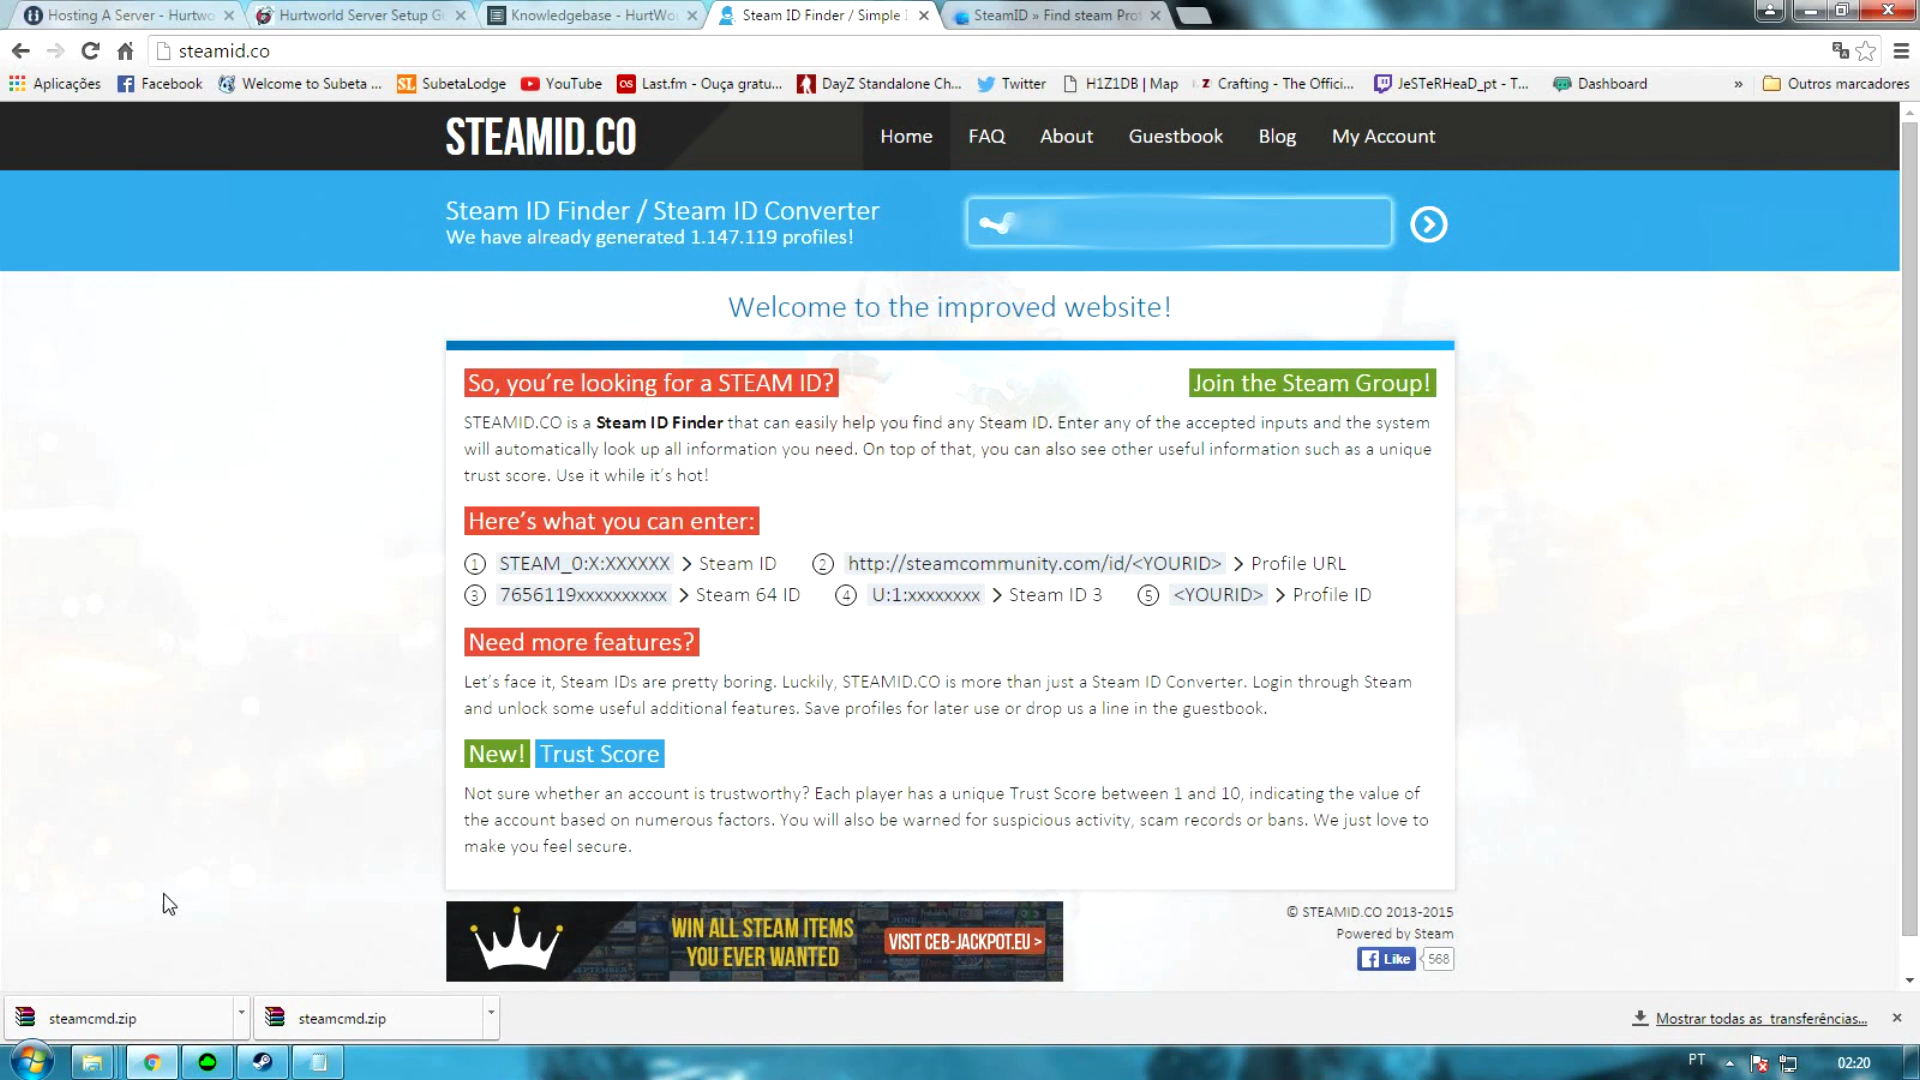 Hosting A Server - Hurtwo
Hurtworld Server Setup G
Knowledgebase - HurtWo
Steam ID Finder / Simple
SteamID » Find steam Pro
steamid.co
Aplicações
Facebook
Welcome to Subeta ...
SubetaLodge
YouTube
Last.fm - Ouça gratu...
DayZ Standalone Ch...
Twitter
H1Z1DB | Map
Crafting - The Offici...
JeSTeRHeaD_pt - T...
Dashboard
»
Outros marcadores
STEAMID.CO
Home
FAQ
About
Guestbook
Blog
My Account
Steam ID Finder / Steam ID Converter
We have already generated 1.147.119 profiles!
Welcome to the improved website!
So, you're looking for a STEAM ID?
Join the Steam Group!
STEAMID.CO is a Steam ID Finder that can easily help you find any Steam ID. Enter any of the accepted inputs and the system
will automatically look up all information you need. On top of that, you can also see other useful information such as a unique
trust score. Use it while it's hot!
Here's what you can enter:
1 STEAM_0:X:XXXXXX > Steam ID 2 http://steamcommunity.com/id/<YOURID> > Profile URL
3 7656119xxxxxxxxxx > Steam 64 ID 4 U:1:xxxxxxxx > Steam ID 3 5 <YOURID> > Profile ID
Need more features?
Let's face it, Steam IDs are pretty boring. Luckily, STEAMID.CO is more than just a Steam ID Converter. Login through Steam
and unlock some useful additional features. Save profiles for later use or drop us a line in the guestbook.
New! Trust Score
Not sure whether an account is trustworthy? Each player has a unique Trust Score between 1 and 10, indicating the value of
the account based on numerous factors. You will also be warned for suspicious activity, scam records or bans. We just love to
make you feel secure.
WIN ALL STEAM ITEMS
YOU EVER WANTED
VISIT CEB-JACKPOT.EU >
© STEAMID.CO 2013-2015
Powered by Steam
Like 568
steamcmd.zip
steamcmd.zip
Mostrar todas as transferências...
PT
02:20